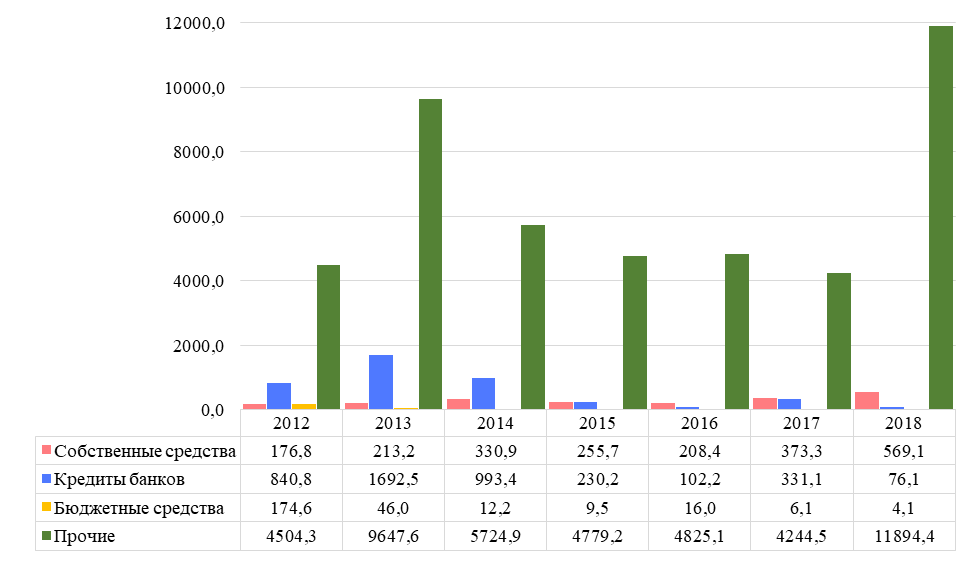 12000,0
10000,0
8000,0
6000,0
4000,0
2000,0
0,0
2012 2013 2014 2015 2016 2017 2018
Собственные средства 176,8 213,2 330,9 255,7 208,4 373,3 569,1
Кредиты банков 840,8 1692,5 993,4 230,2 102,2 331,1 76,1
Бюджетные средства 174,6 46,0 12,2 9,5 16,0 6,1 4,1
Прочие 4504,3 9647,6 5724,9 4779,2 4825,1 4244,5 11894,4